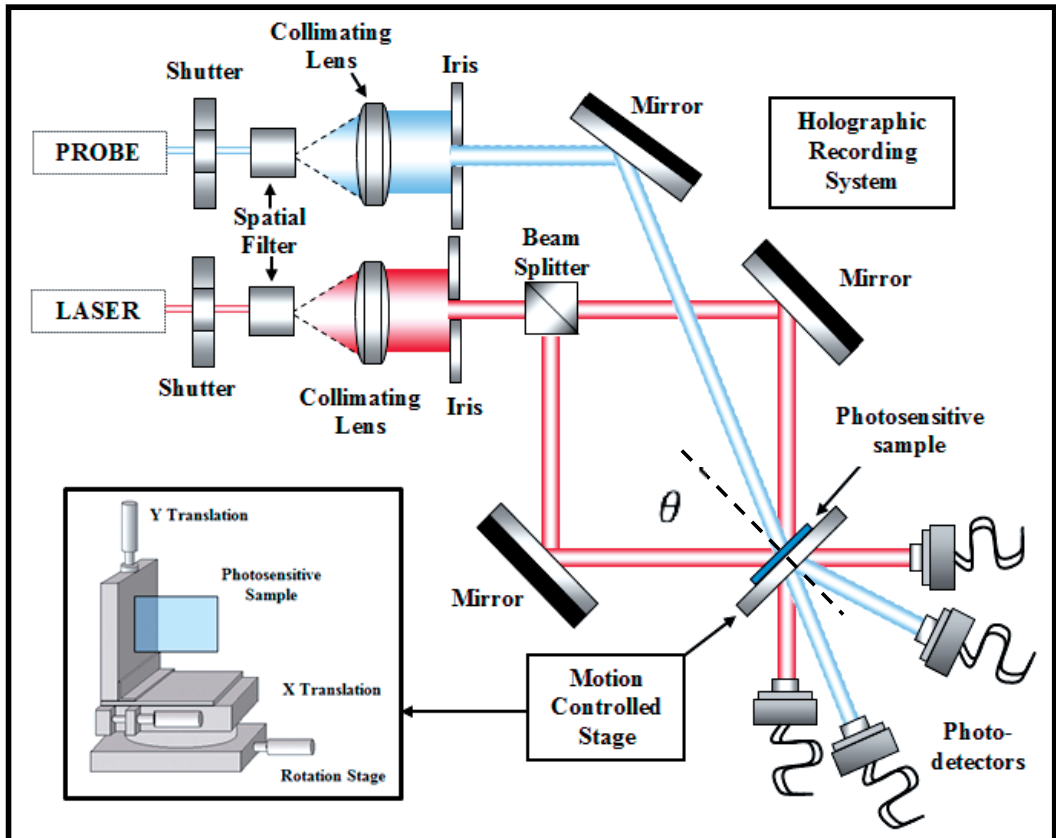 Collimating
Lens
Shutter
Iris
Mirror
PROBE
Holographic
Recording
System
Spatial
Filter
Beam
Splitter
Mirror
LASER
Shutter
Collimating
Lens
Iris
Photosensitive
sample
θ
Y Translation
Photosensitive
Sample
Mirror
X Translation
Motion
Controlled
Stage
Rotation Stage
Photo-
detectors